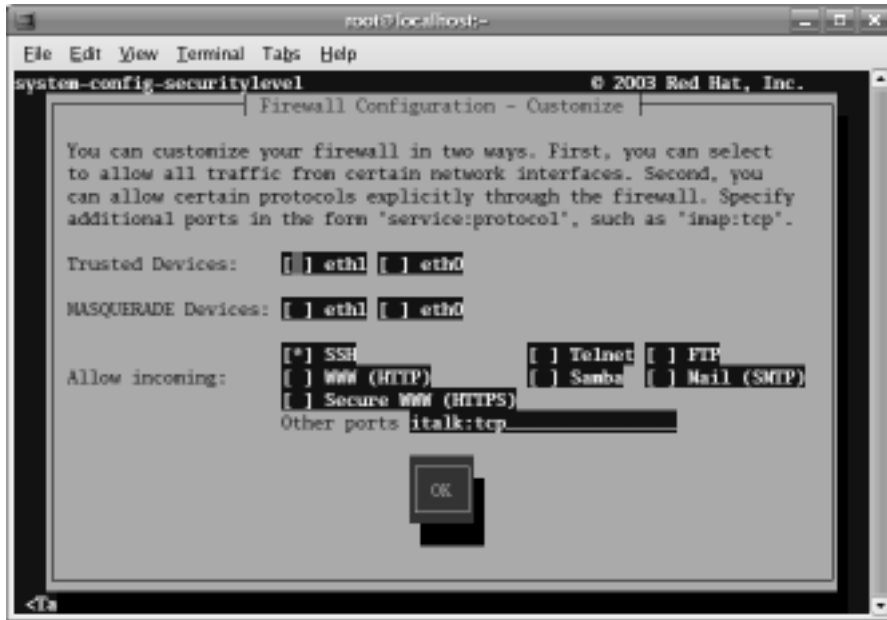 root@localhost:~
File Edit View Terminal Tabs Help
system-config-securitylevel © 2003 Red Hat, Inc.
Firewall Configuration - Customize
You can customize your firewall in two ways. First, you can select
to allow all traffic from certain network interfaces. Second, you
can allow certain protocols explicitly through the firewall. Specify
additional ports in the form 'service:protocol', such as 'imap:tcp'.
Trusted Devices: [ ] eth1 [ ] eth0
MASQUERADE Devices: [ ] eth1 [ ] eth0
[*] SSH [ ] Telnet [ ] FTP
Allow incoming: [ ] WWW (HTTP) [ ] Samba [ ] Mail (SMTP)
[ ] Secure WWW (HTTPS)
Other ports italk:tcp
OK
<Ta